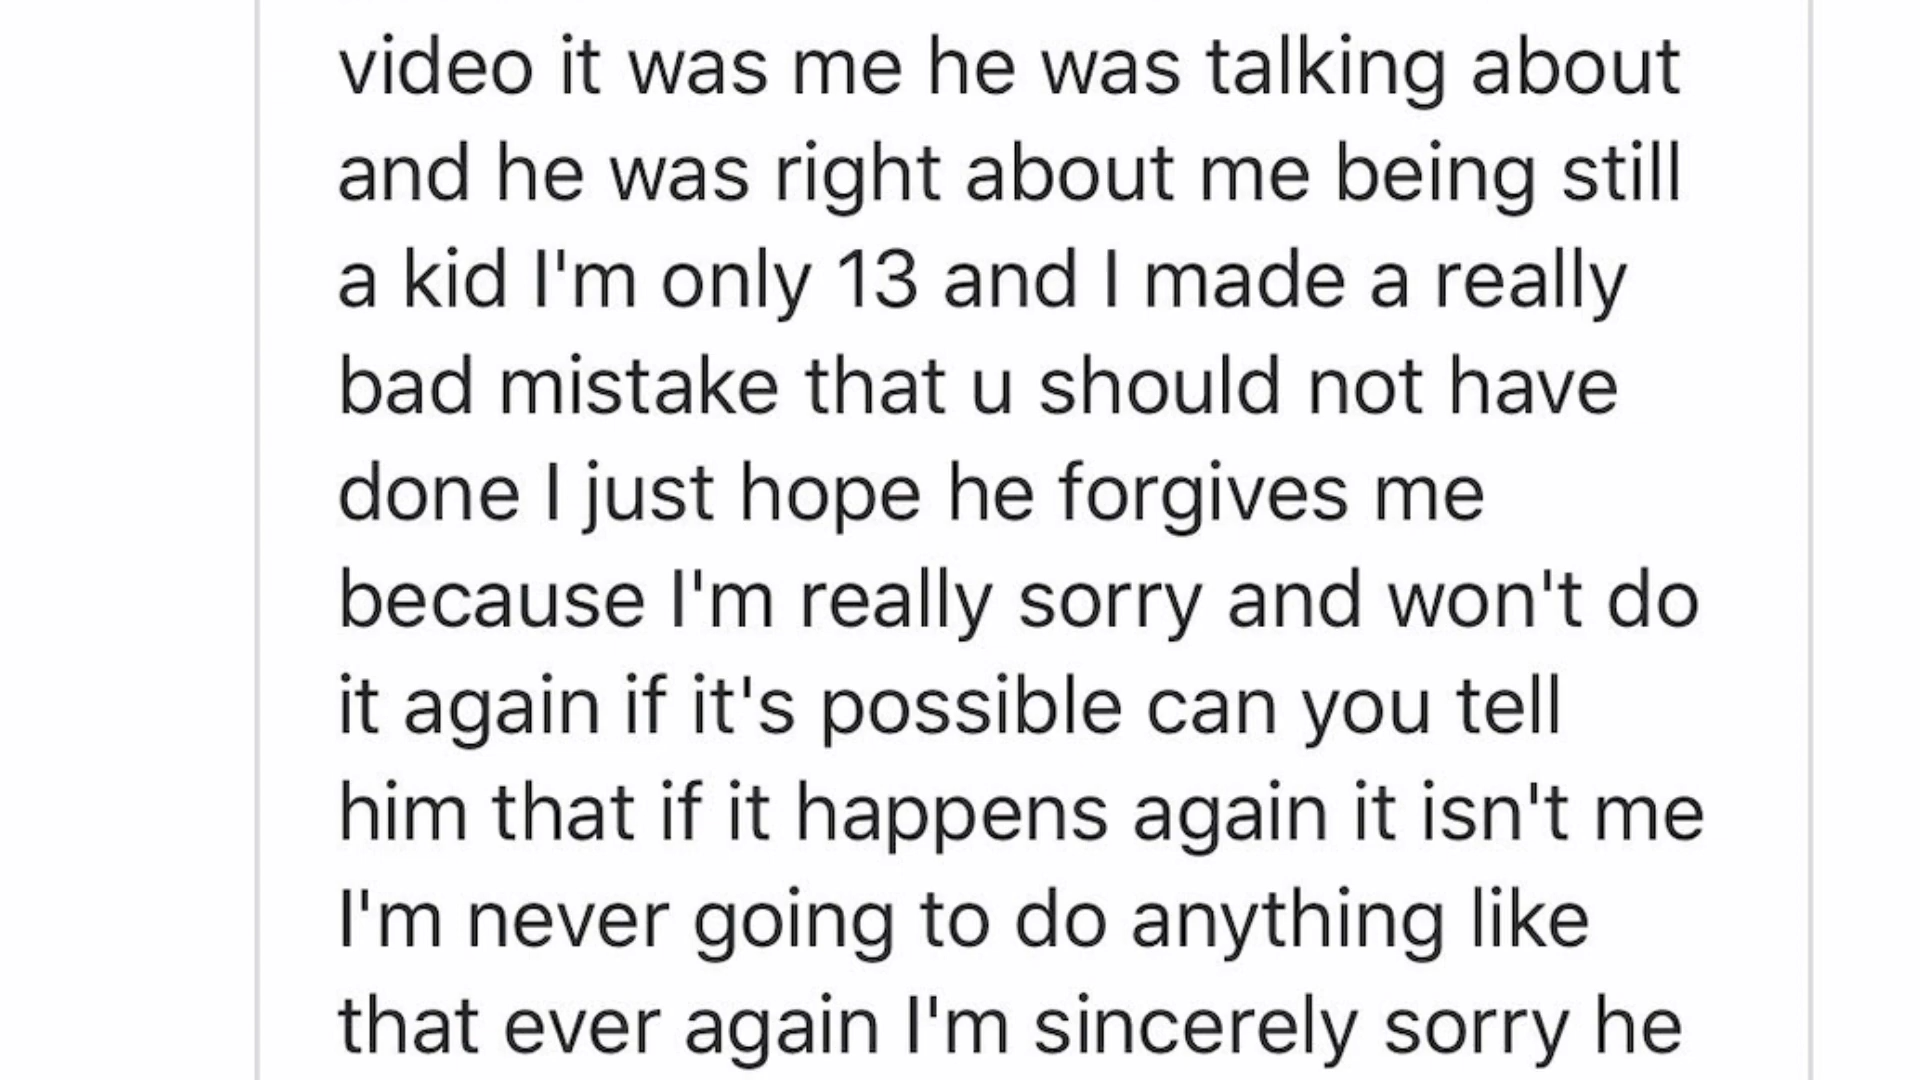 video it was me he was talking about
and he was right about me being still
a kid I'm only 13 and I made a really
bad mistake that u should not have
done I just hope he forgives me
because I'm really sorry and won't do
it again if it's possible can you tell
him that if it happens again it isn't me
I'm never going to do anything like
that ever again I'm sincerely sorry he